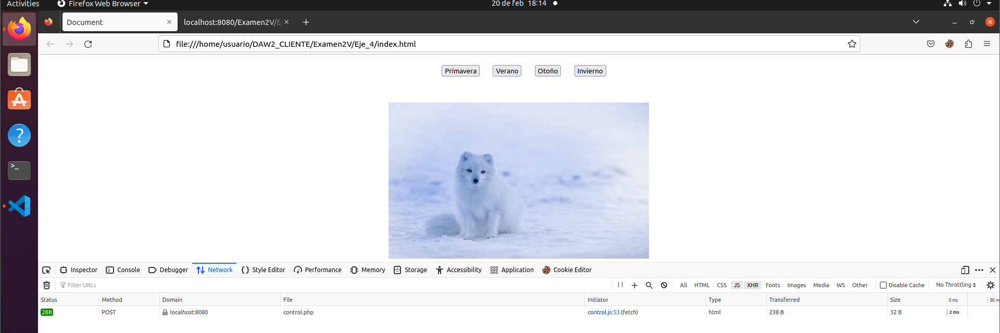 Activities Firefox Web Browser 20 de feb 18:14
Document localhost:8080/Examen2V/Ej
file:///home/usuario/DAW2_CLIENTE/Examen2V/Eje_4/index.html
Primavera Verano Otoño Invierno
Inspector Console Debugger Network Style Editor Performance Memory Storage Accessibility Application Cookie Editor
Filter URLs All HTML CSS JS XHR Fonts Images Media WS Other Disable Cache No Throttling
Status Method Domain File Initiator Type Transferred Size 0 ms 80 m
200 POST localhost:8080 control.php control.js:53 (fetch) html 238 B 32 B 2 ms